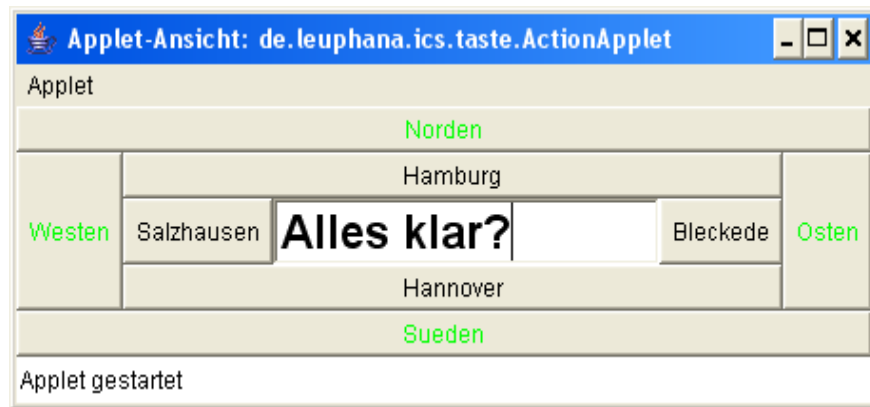 Applet-Ansicht: de.leuphana.ics.taste.ActionApplet
Applet
Norden
Hamburg
Westen Salzhausen Alles klar? Bleckede Osten
Hannover
Sueden
Applet gestartet